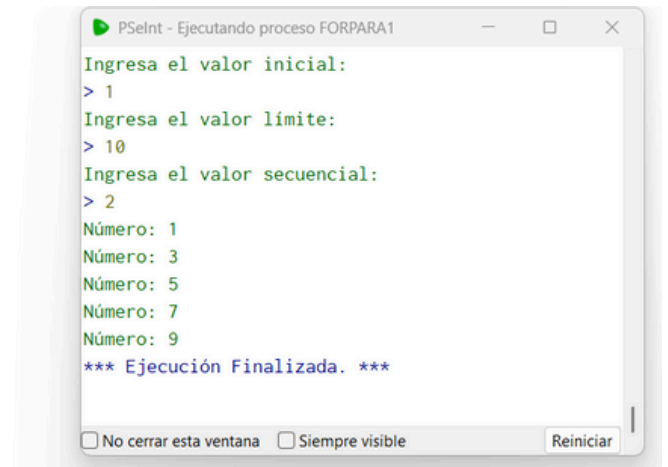 PSeInt - Ejecutando proceso FORPARA1
Ingresa el valor inicial:
> 1
Ingresa el valor límite:
> 10
Ingresa el valor secuencial:
> 2
Número: 1
Número: 3
Número: 5
Número: 7
Número: 9
*** Ejecución Finalizada. ***
No cerrar esta ventana Siempre visible Reiniciar